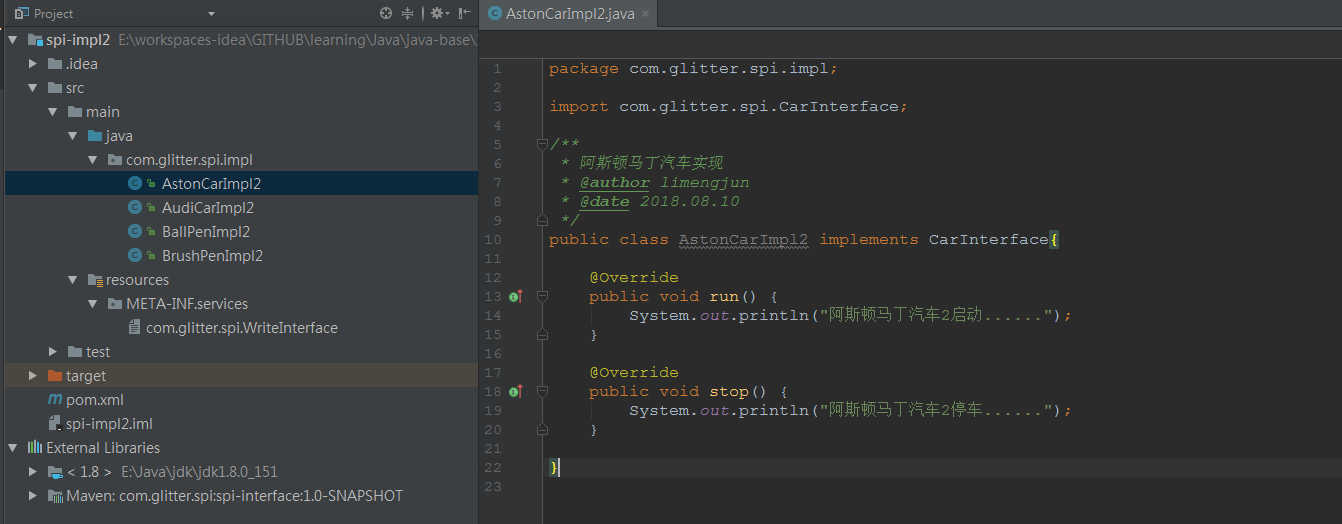 Project
spi-impl2 E:\workspaces-idea\GITHUB\learning\Java\java-base\
.idea
src
main
java
com.glitter.spi.impl
AstonCarImpl2
AudiCarImpl2
BallPenImpl2
BrushPenImpl2
resources
META-INF.services
com.glitter.spi.WriteInterface
test
target
pom.xml
spi-impl2.iml
External Libraries
< 1.8 > E:\Java\jdk\jdk1.8.0_151
Maven: com.glitter.spi:spi-interface:1.0-SNAPSHOT
AstonCarImpl2.java
1 package com.glitter.spi.impl;
2
3 import com.glitter.spi.CarInterface;
4
5 /**
6 * 阿斯顿马丁汽车实现
7 * @author limengjun
8 * @date 2018.08.10
9 */
10 public class AstonCarImpl2 implements CarInterface{
11
12 @Override
13 public void run() {
14 System.out.println("阿斯顿马丁汽车2启动......");
15 }
16
17 @Override
18 public void stop() {
19 System.out.println("阿斯顿马丁汽车2停车......");
20 }
21
22 }
23